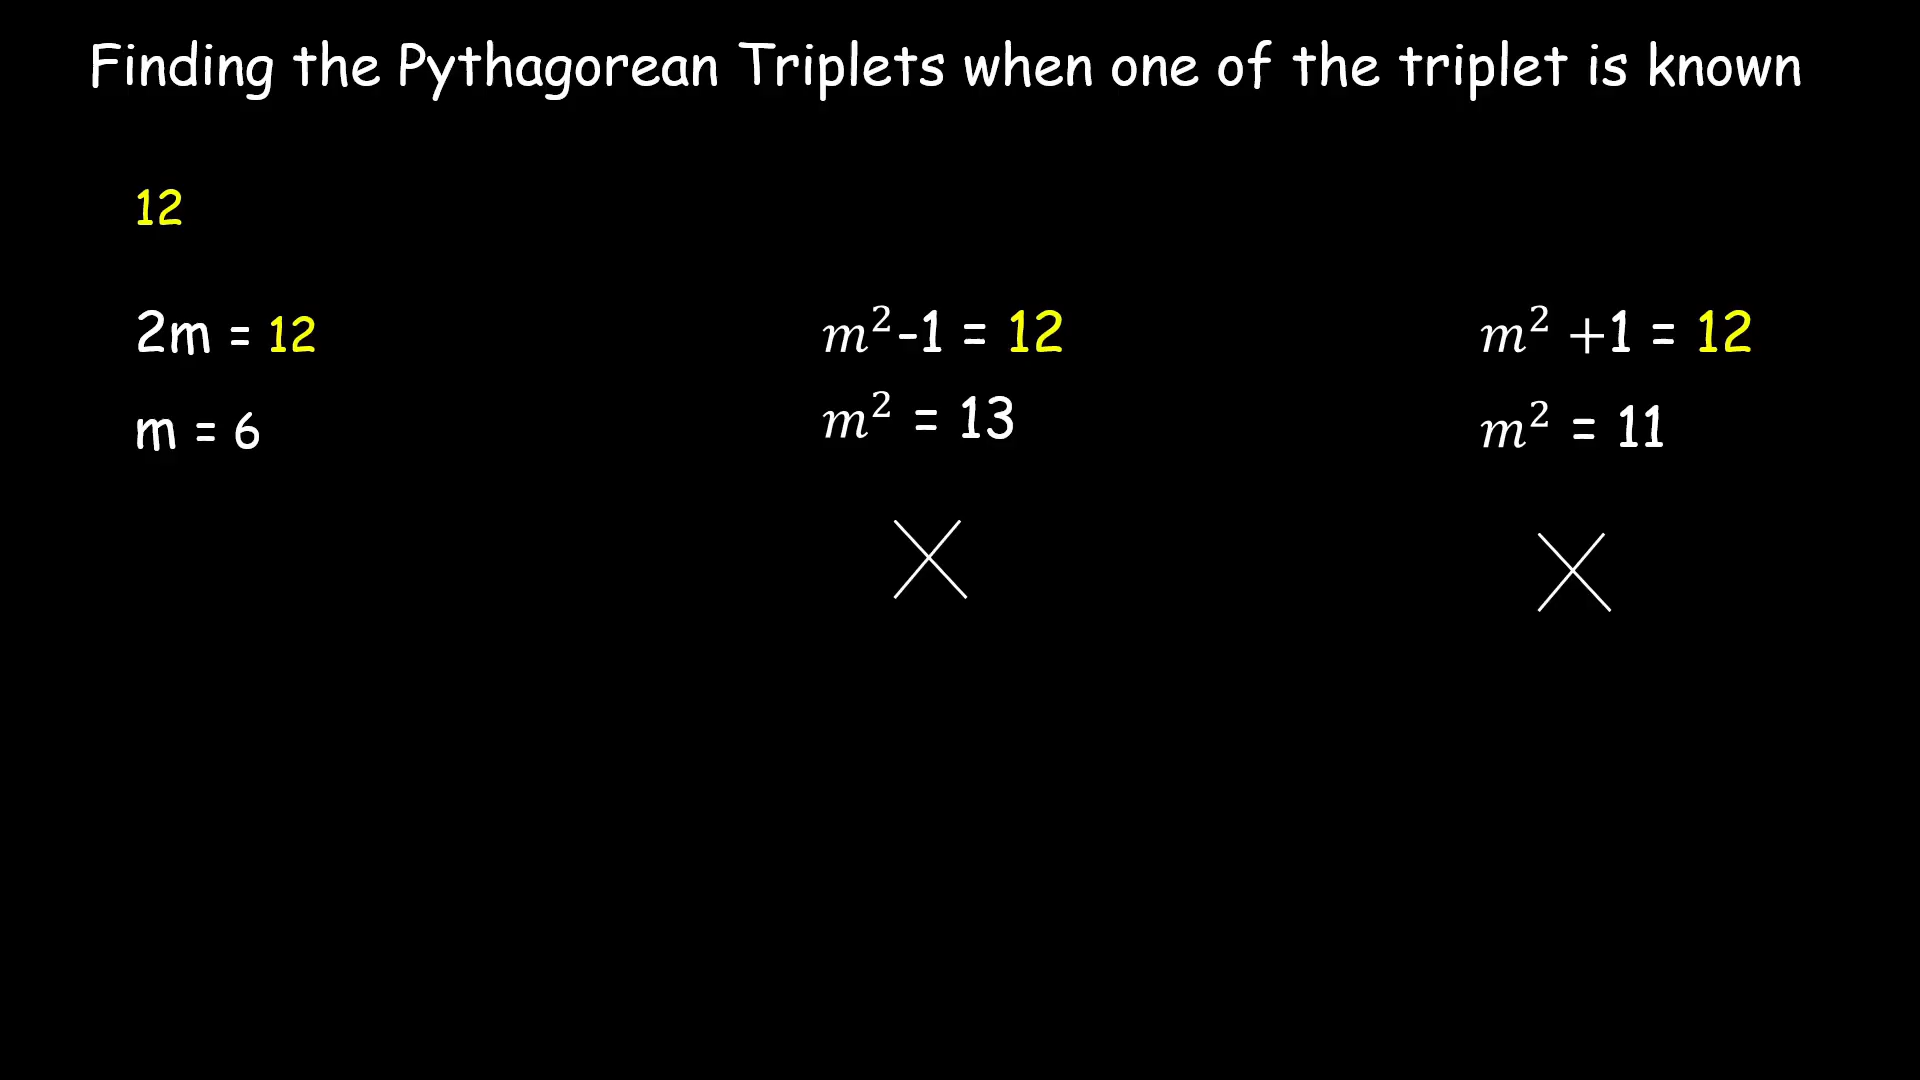 Finding the Pythagorean Triplets when one of the triplet is known
12
2m = 12
m = 6
m²-1 = 12
m² = 13
m² +1 = 12
m² = 11